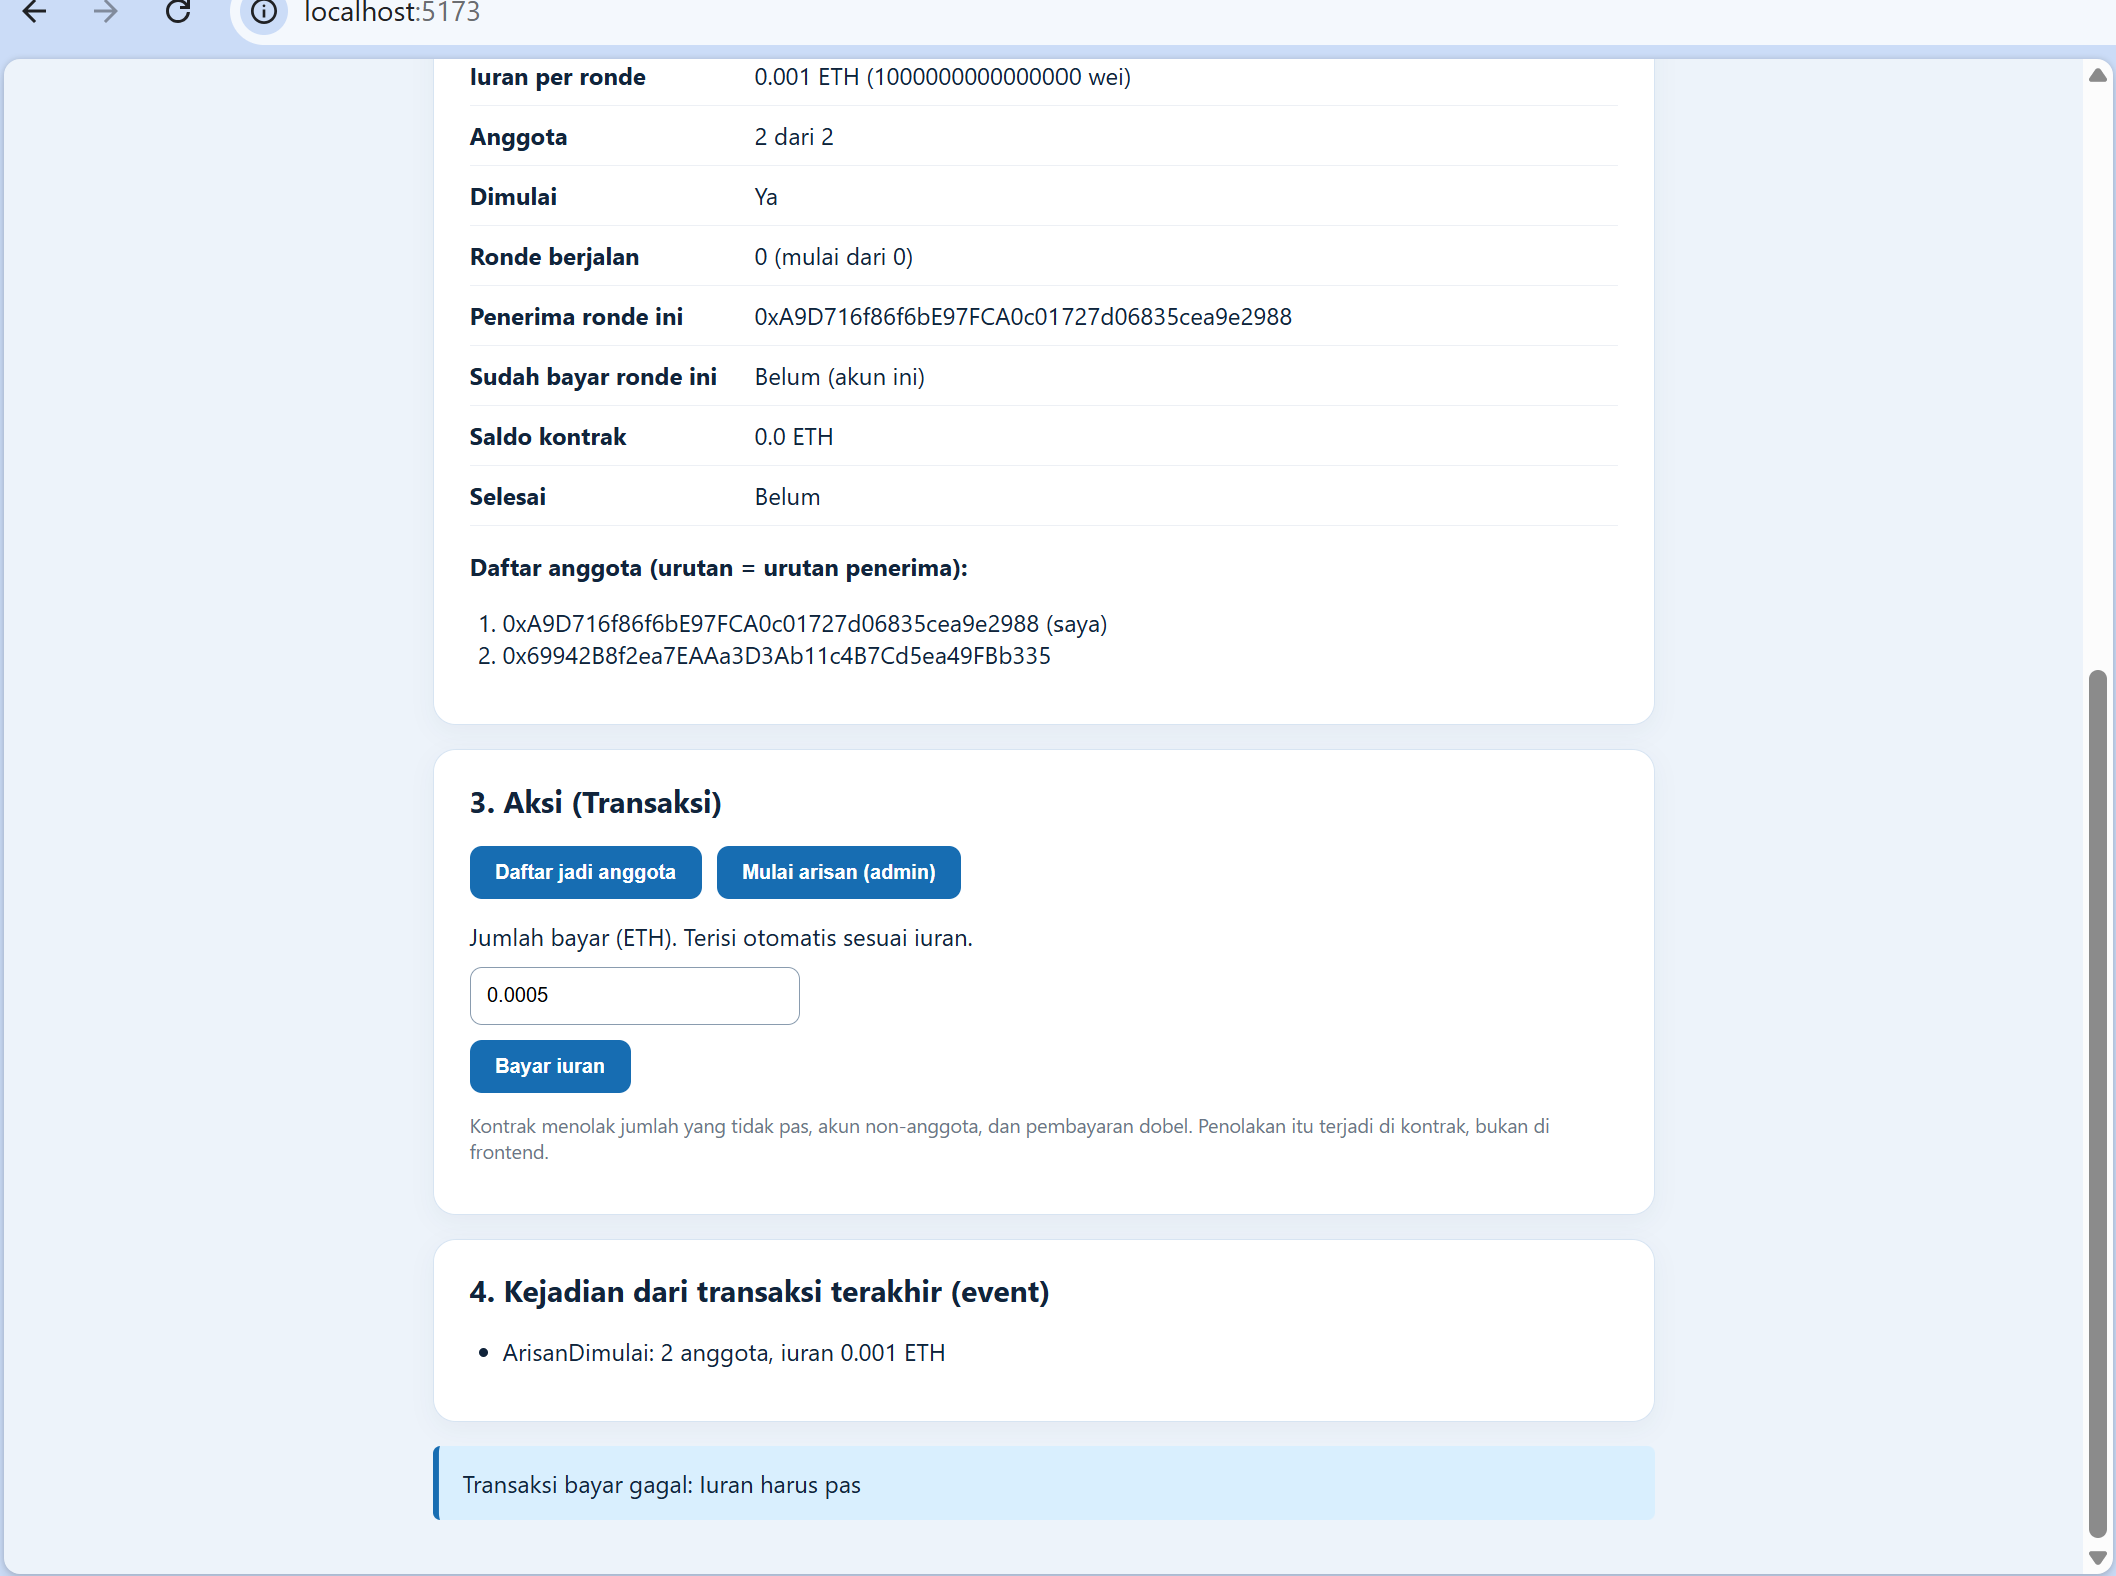 localhost:5173
Iuran per ronde 0.001 ETH (1000000000000000 wei)
Anggota 2 dari 2
Dimulai Ya
Ronde berjalan 0 (mulai dari 0)
Penerima ronde ini 0xA9D716f86f6bE97FCA0c01727d06835cea9e2988
Sudah bayar ronde ini Belum (akun ini)
Saldo kontrak 0.0 ETH
Selesai Belum
Daftar anggota (urutan = urutan penerima):
1. 0xA9D716f86f6bE97FCA0c01727d06835cea9e2988 (saya)
2. 0x69942B8f2ea7EAAa3D3Ab11c4B7Cd5ea49FBb335
3. Aksi (Transaksi)
Daftar jadi anggota Mulai arisan (admin)
Jumlah bayar (ETH). Terisi otomatis sesuai iuran.
0.0005
Bayar iuran
Kontrak menolak jumlah yang tidak pas, akun non-anggota, dan pembayaran dobel. Penolakan itu terjadi di kontrak, bukan di
frontend.
4. Kejadian dari transaksi terakhir (event)
• ArisanDimulai: 2 anggota, iuran 0.001 ETH
Transaksi bayar gagal: Iuran harus pas